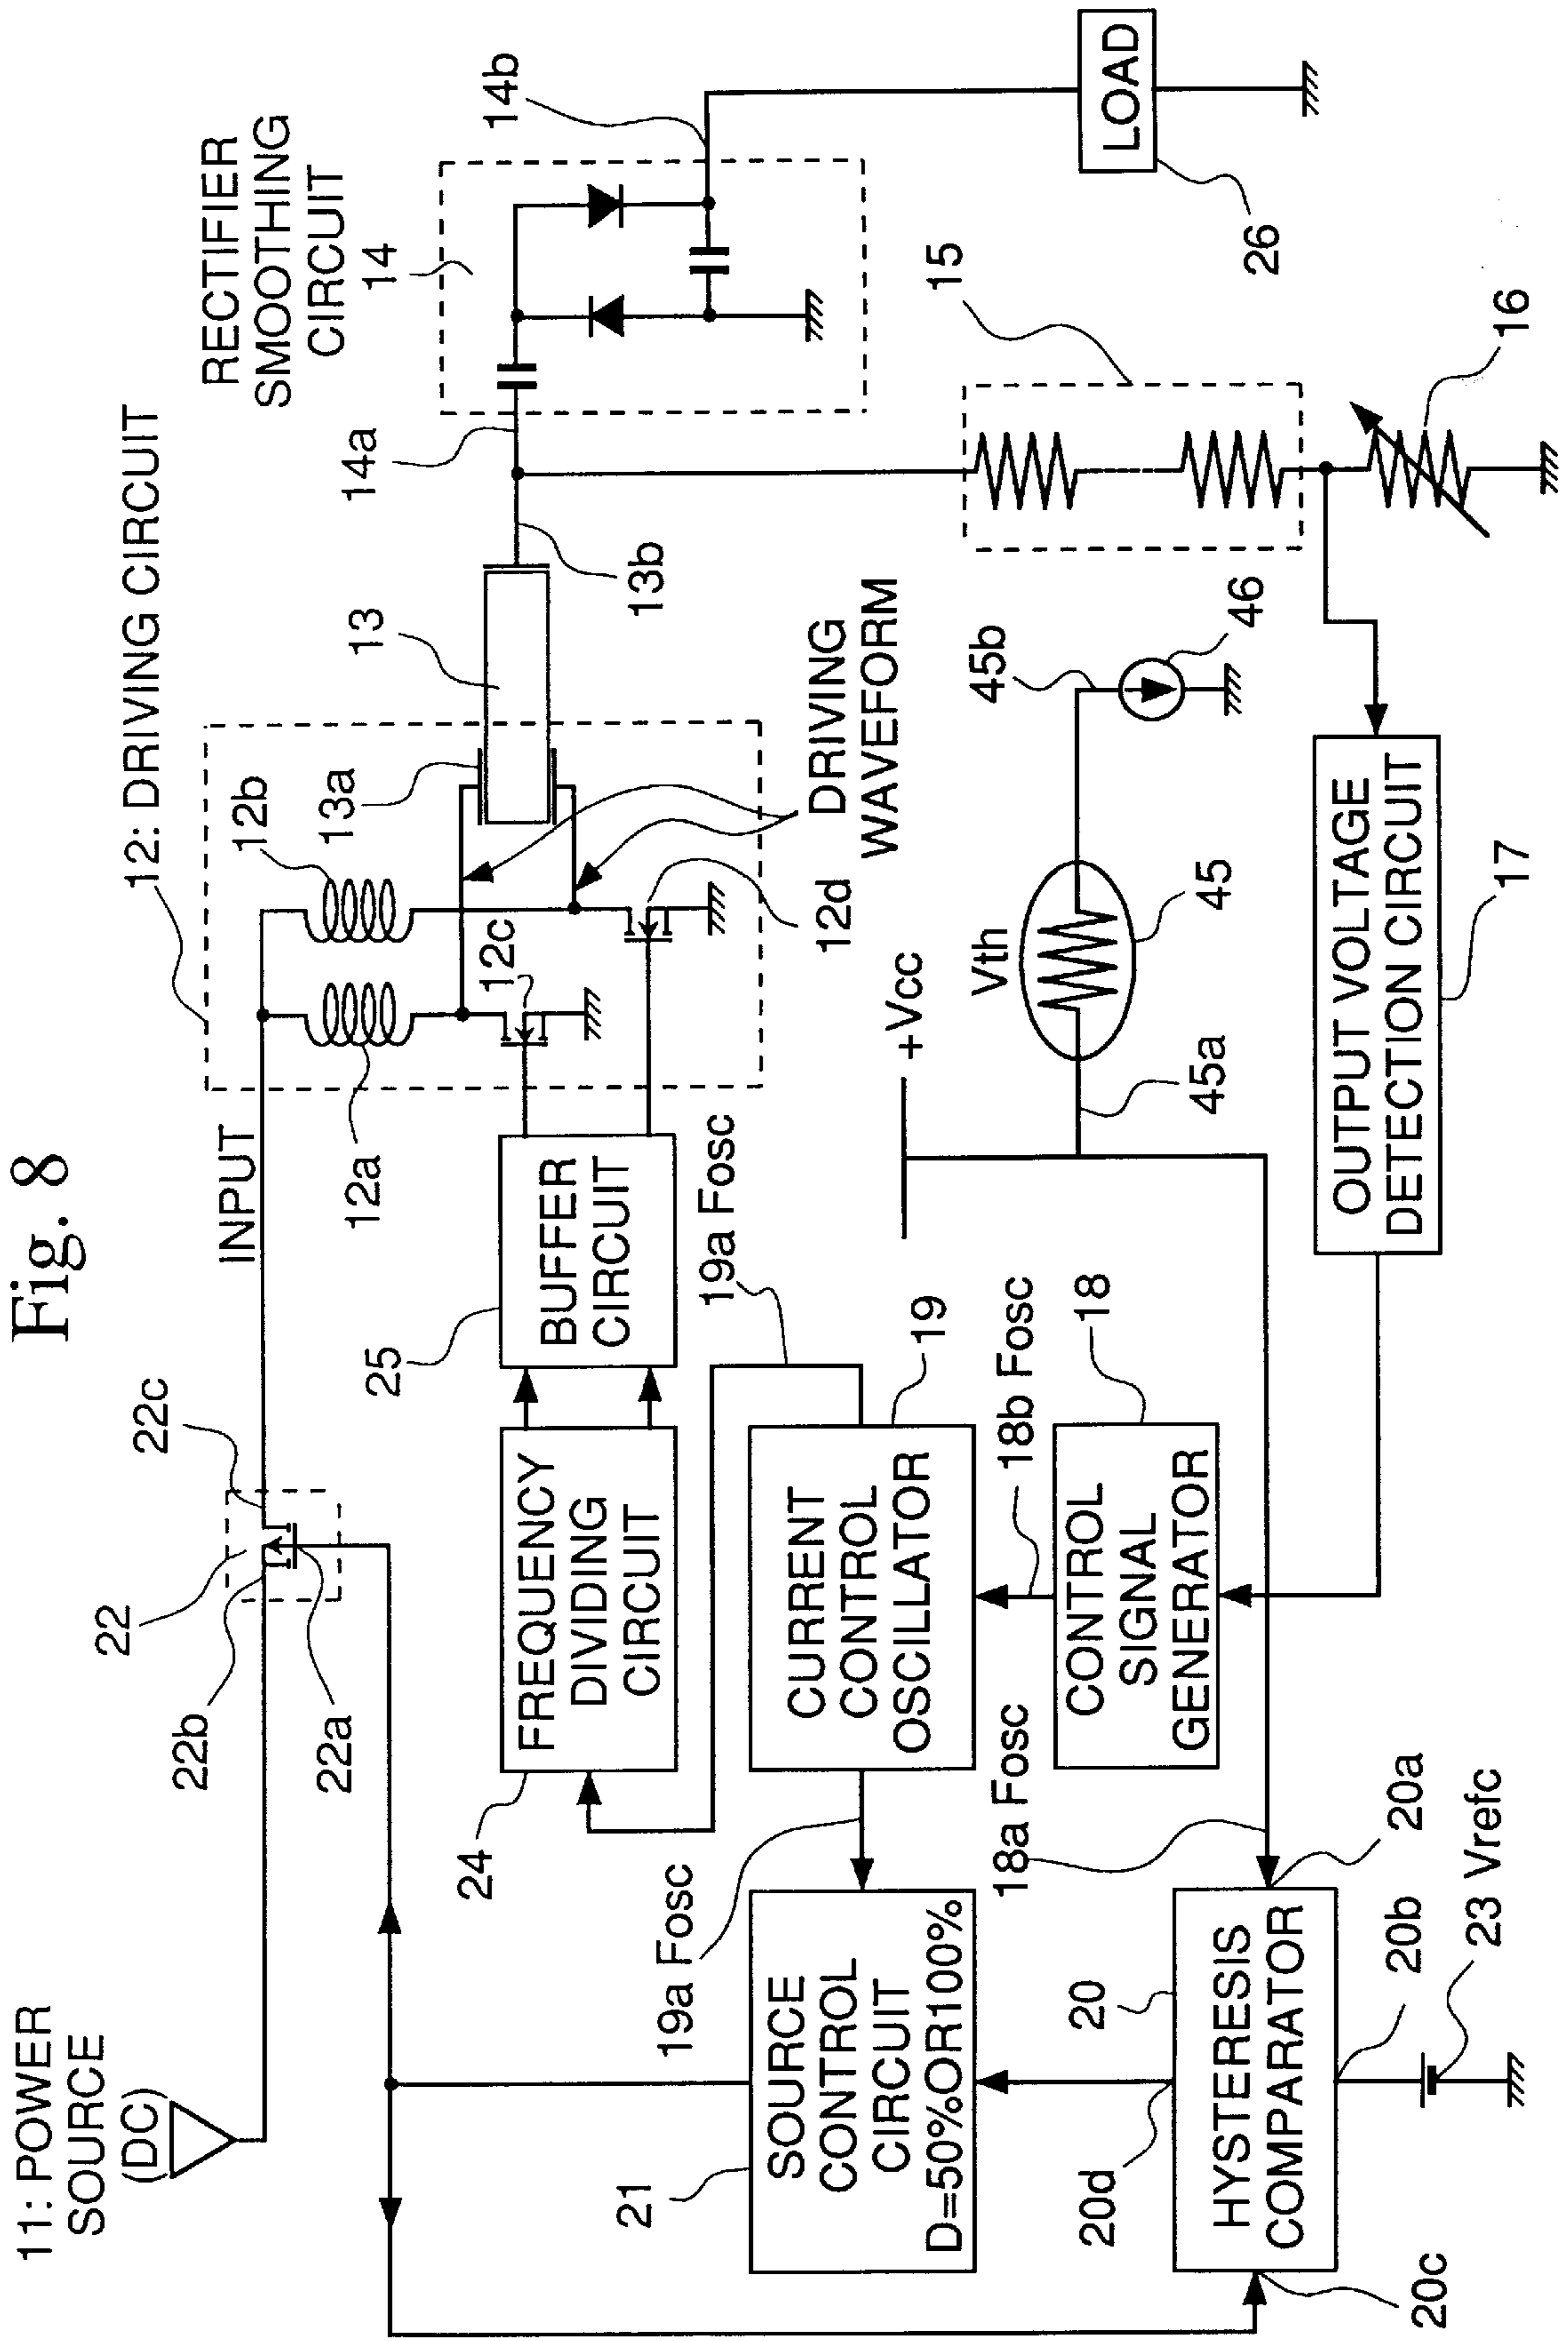 Fig. 8
11: POWER
SOURCE
(DC)
22
22b
22a
22c
INPUT
12: DRIVING CIRCUIT
12a
12b
12c
12d
13a
13
13b
14a
RECTIFIER
SMOOTHING
CIRCUIT
14
14b
LOAD
26
15
16
DRIVING
WAVEFORM
25
BUFFER
CIRCUIT
24
FREQUENCY
DIVIDING
CIRCUIT
19a Fosc
19
CURRENT
CONTROL
OSCILLATOR
19a Fosc
21
SOURCE
CONTROL
CIRCUIT
D=50%OR100%
18b Fosc
18
CONTROL
SIGNAL
GENERATOR
18a Fosc
20
HYSTERESIS
COMPARATOR
20a
20b
20c
20d
23 Vrefc
+Vcc
Vth
45
45a
45b
46
OUTPUT VOLTAGE
DETECTION CIRCUIT
17